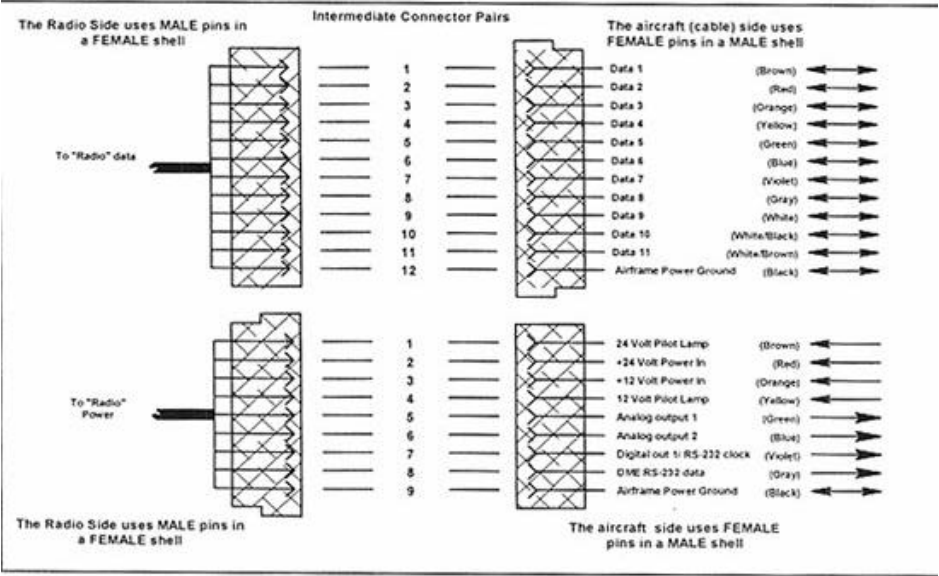 Intermediate Connector Pairs
The Radio Side uses MALE pins in
a FEMALE shell
The aircraft (cable) side uses
FEMALE pins in a MALE shell
To "Radio" data
1 Data 1 (Brown)
2 Data 2 (Red)
3 Data 3 (Orange)
4 Data 4 (Yellow)
5 Data 5 (Green)
6 Data 6 (Blue)
7 Data 7 (Violet)
8 Data 8 (Gray)
9 Data 9 (White)
10 Data 10 (White/Black)
11 Data 11 (White/Brown)
12 Airframe Power Ground (Black)
To "Radio"
Power
1 24 Volt Pilot Lamp (Brown)
2 +24 Volt Power In (Red)
3 +12 Volt Power In (Orange)
4 12 Volt Pilot Lamp (Yellow)
5 Analog output 1 (Green)
6 Analog output 2 (Blue)
7 Digital out 1/ RS-232 clock (Violet)
8 DME RS-232 data (Gray)
9 Airframe Power Ground (Black)
The Radio Side uses MALE pins in
a FEMALE shell
The aircraft side uses FEMALE
pins in a MALE shell